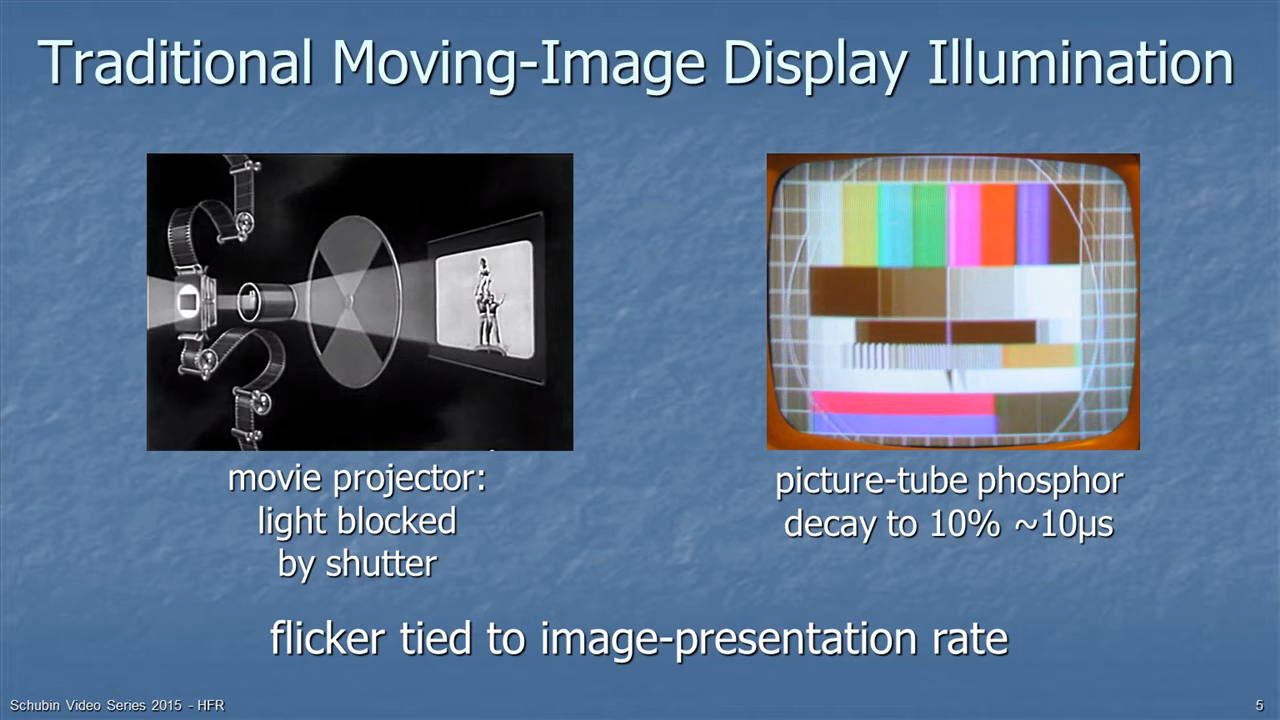 Traditional Moving-Image Display Illumination
movie projector:
light blocked
by shutter
picture-tube phosphor
decay to 10% ~10µs
flicker tied to image-presentation rate
Schubin Video Series 2015 - HFR
5